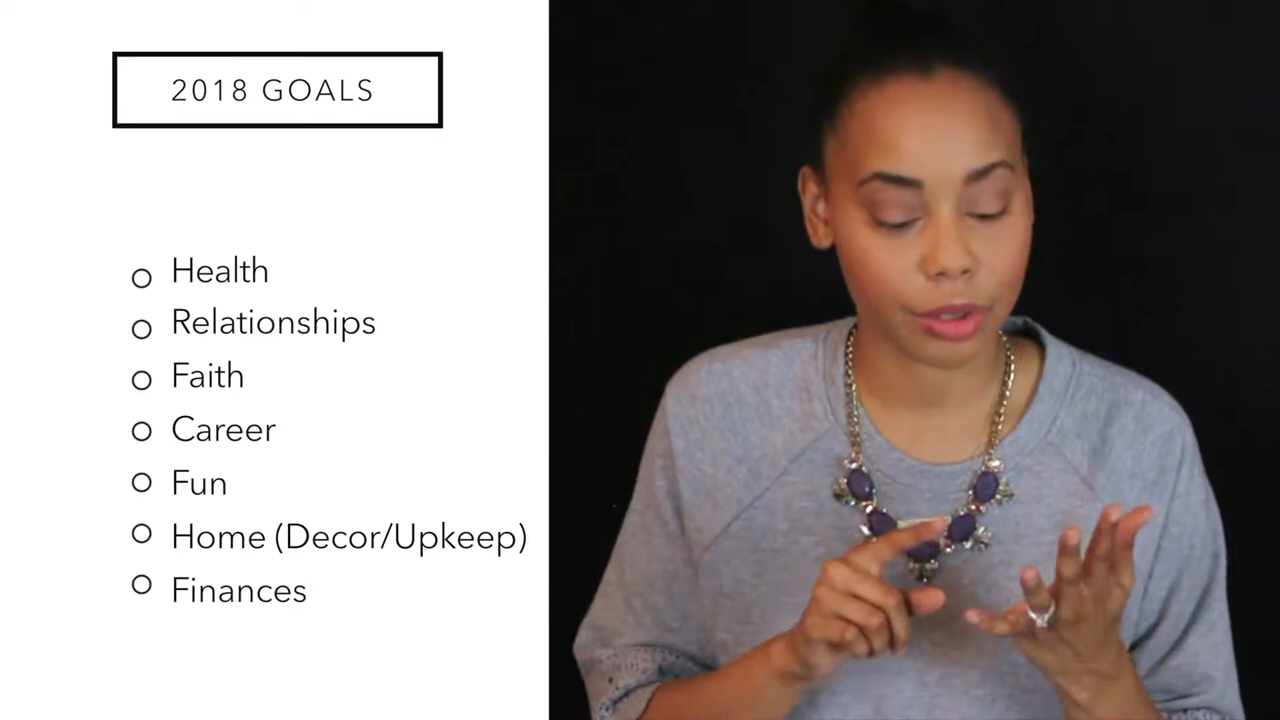 2018 GOALS
Health
Relationships
Faith
Career
Fun
Home (Decor/Upkeep)
Finances